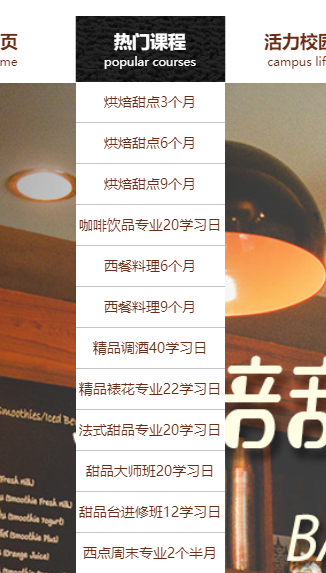 页
热门课程
活力校园
me
popular courses
campus lif
烘焙甜点3个月
烘焙甜点6个月
烘焙甜点9个月
咖啡饮品专业20学习日
西餐料理6个月
西餐料理9个月
精品调酒40学习日
精品裱花专业22学习日
法式甜品专业20学习日
甜品大师班20学习日
甜品台进修班12学习日
西点周末专业2个半月
Smoothies/Iced Be
Fresh Milk)
(Smoothie Fresh Milk)
(Smoothie Yogurt)
(Smoothie Plus)
(Orange Juice)
焙甜
BA